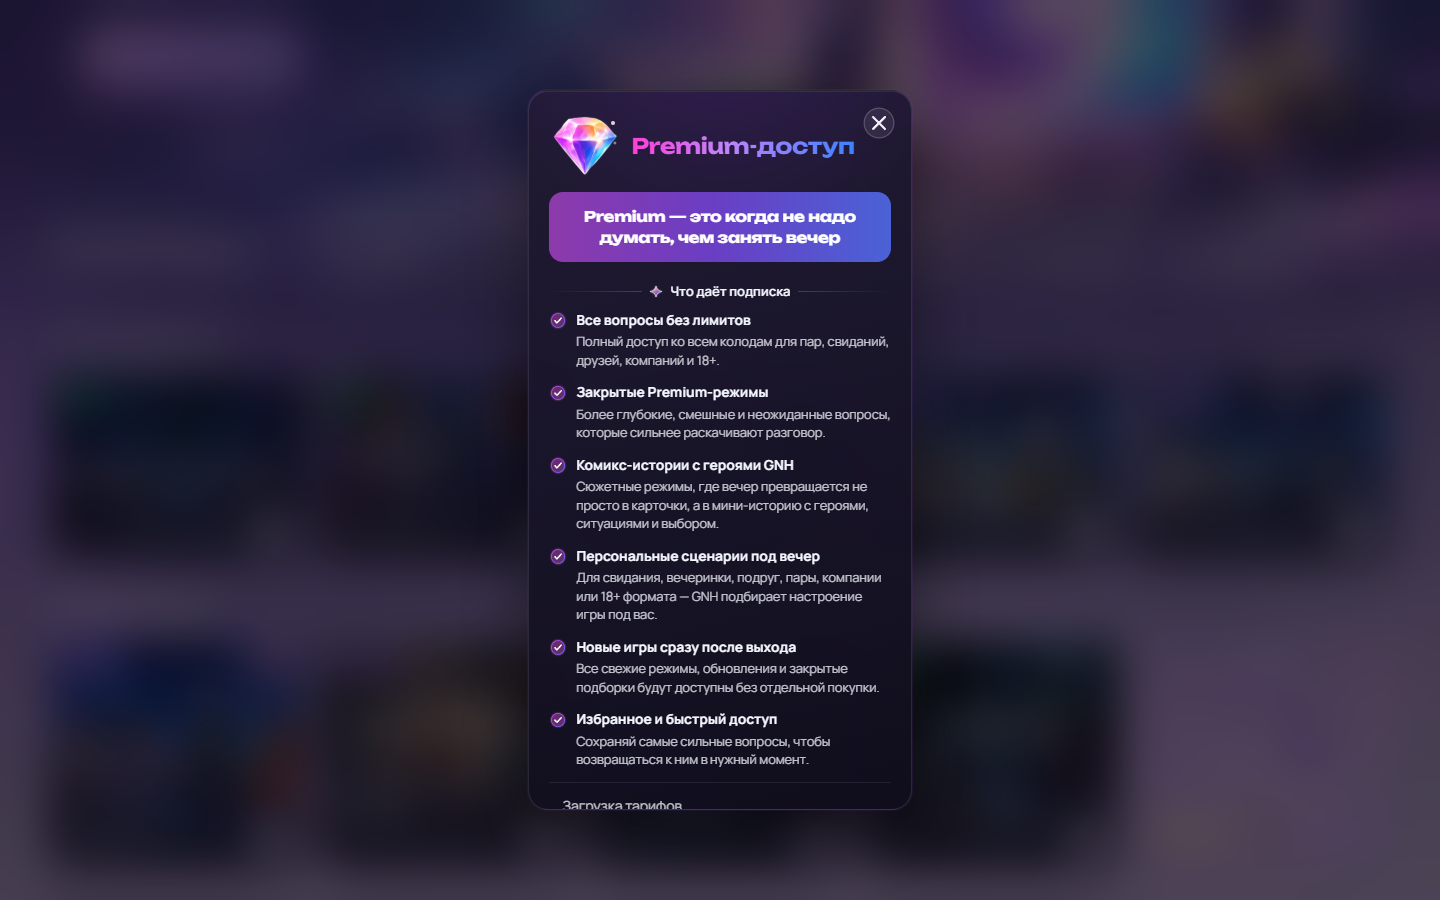 Premium-доступ
Premium — это когда не надо
думать, чем занять вечер
Что даёт подписка
Все вопросы без лимитов
Полный доступ ко всем колодам для пар, свиданий,
друзей, компаний и 18+.
Закрытые Premium-режимы
Более глубокие, смешные и неожиданные вопросы,
которые сильнее раскачивают разговор.
Комикс-истории с героями GNH
Сюжетные режимы, где вечер превращается не
просто в карточки, а в мини-историю с героями,
ситуациями и выбором.
Персональные сценарии под вечер
Для свидания, вечеринки, подруг, пары, компании
или 18+ формата — GNH подбирает настроение
игры под вас.
Новые игры сразу после выхода
Все свежие режимы, обновления и закрытые
подборки будут доступны без отдельной покупки.
Избранное и быстрый доступ
Сохраняй самые сильные вопросы, чтобы
возвращаться к ним в нужный момент.
Загрузка тарифов